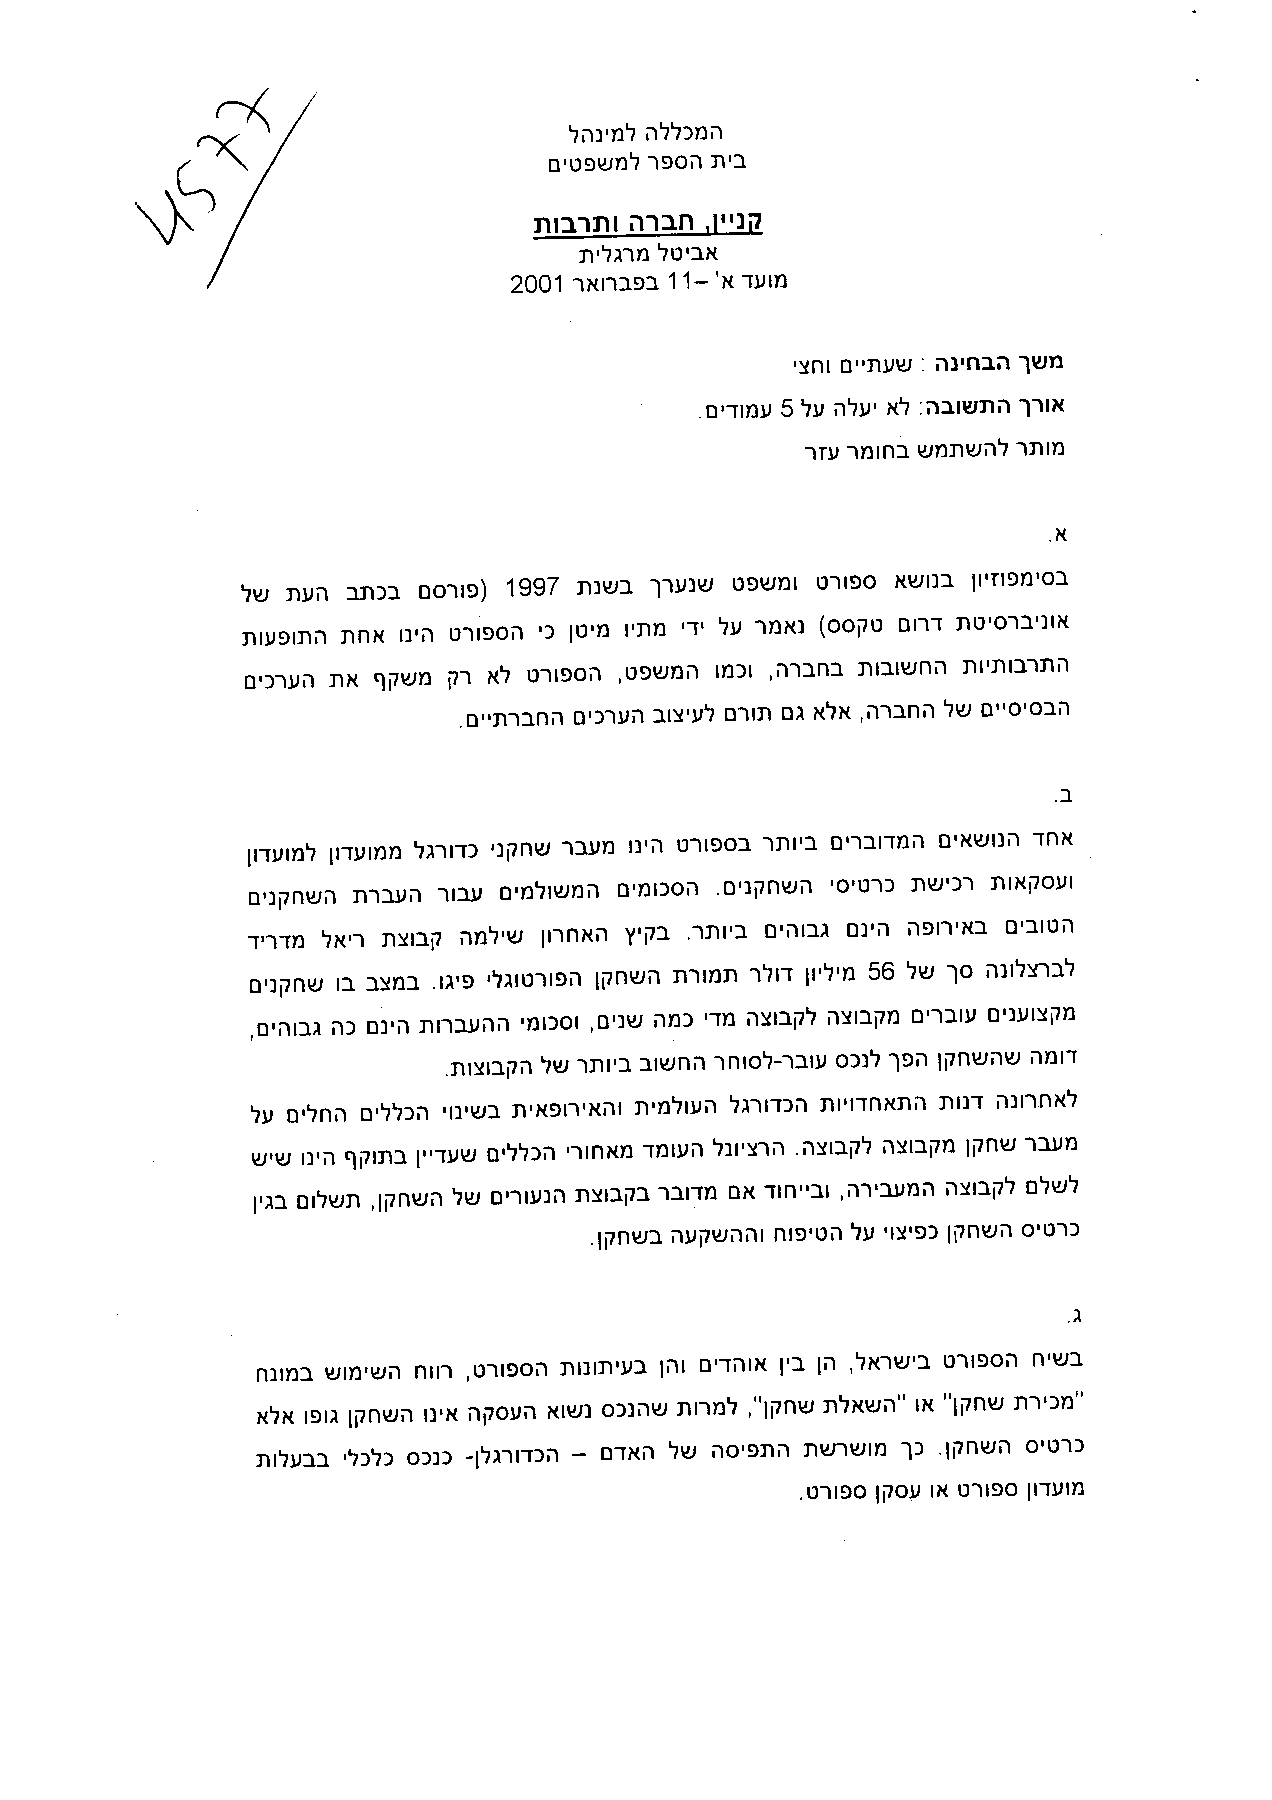 4577
המכללה למינהל
בית הספר למשפטים
קניין, חברה ותרבות
אביטל מרגלית
מועד א' –11 בפברואר 2001
משך הבחינה : שעתיים וחצי
אורך התשובה: לא יעלה על 5 עמודים.
מותר להשתמש בחומר עזר
א.
בסימפוזיון בנושא ספורט ומשפט שנערך בשנת 1997 (פורסם בכתב העת של
אוניברסיטת דרום טקסס) נאמר על ידי מתיו מיטן כי הספורט הינו אחת התופעות
התרבותיות החשובות בחברה, וכמו המשפט, הספורט לא רק משקף את הערכים
הבסיסיים של החברה, אלא גם תורם לעיצוב הערכים החברתיים.
ב.
אחד הנושאים המדוברים ביותר בספורט הינו מעבר שחקני כדורגל ממועדון למועדון
ועסקאות רכישת כרטיסי השחקנים. הסכומים המשולמים עבור העברת השחקנים
הטובים באירופה הינם גבוהים ביותר. בקיץ האחרון שילמה קבוצת ריאל מדריד
לברצלונה סך של 56 מיליון דולר תמורת השחקן הפורטוגלי פיגו. במצב בו שחקנים
מקצוענים עוברים מקבוצה לקבוצה מדי כמה שנים, וסכומי ההעברות הינם כה גבוהים,
דומה שהשחקן הפך לנכס עובר-לסוחר החשוב ביותר של הקבוצות.
לאחרונה דנות התאחדויות הכדורגל העולמית והאירופאית בשינוי הכללים החלים על
מעבר שחקן מקבוצה לקבוצה. הרציונל העומד מאחורי הכללים שעדיין בתוקף הינו שיש
לשלם לקבוצה המעבירה, ובייחוד אם מדובר בקבוצת הנעורים של השחקן, תשלום בגין
כרטיס השחקן כפיצוי על הטיפוח וההשקעה בשחקן.
ג.
בשיח הספורט בישראל, הן בין אוהדים והן בעיתונות הספורט, רווח השימוש במונח
"מכירת שחקן" או "השאלת שחקן", למרות שהנכס נשוא העסקה אינו השחקן גופו אלא
כרטיס השחקן. כך מושרשת התפיסה של האדם – הכדורגלן- כנכס כלכלי בבעלות
מועדון ספורט או עסקן ספורט.